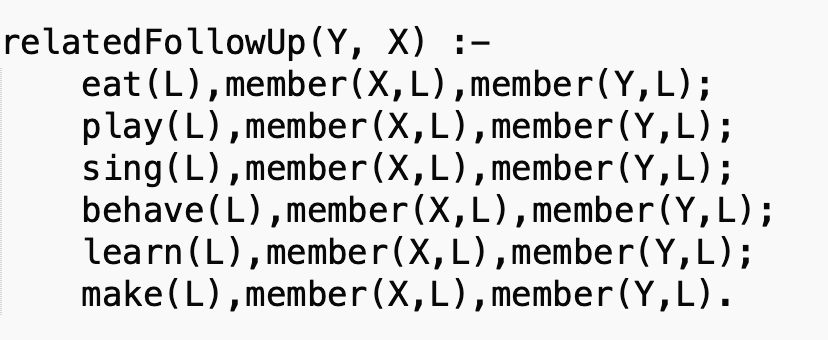 relatedFollowUp(Y, X) :-
    eat(L),member(X,L),member(Y,L);
    play(L),member(X,L),member(Y,L);
    sing(L),member(X,L),member(Y,L);
    behave(L),member(X,L),member(Y,L);
    learn(L),member(X,L),member(Y,L);
    make(L),member(X,L),member(Y,L).